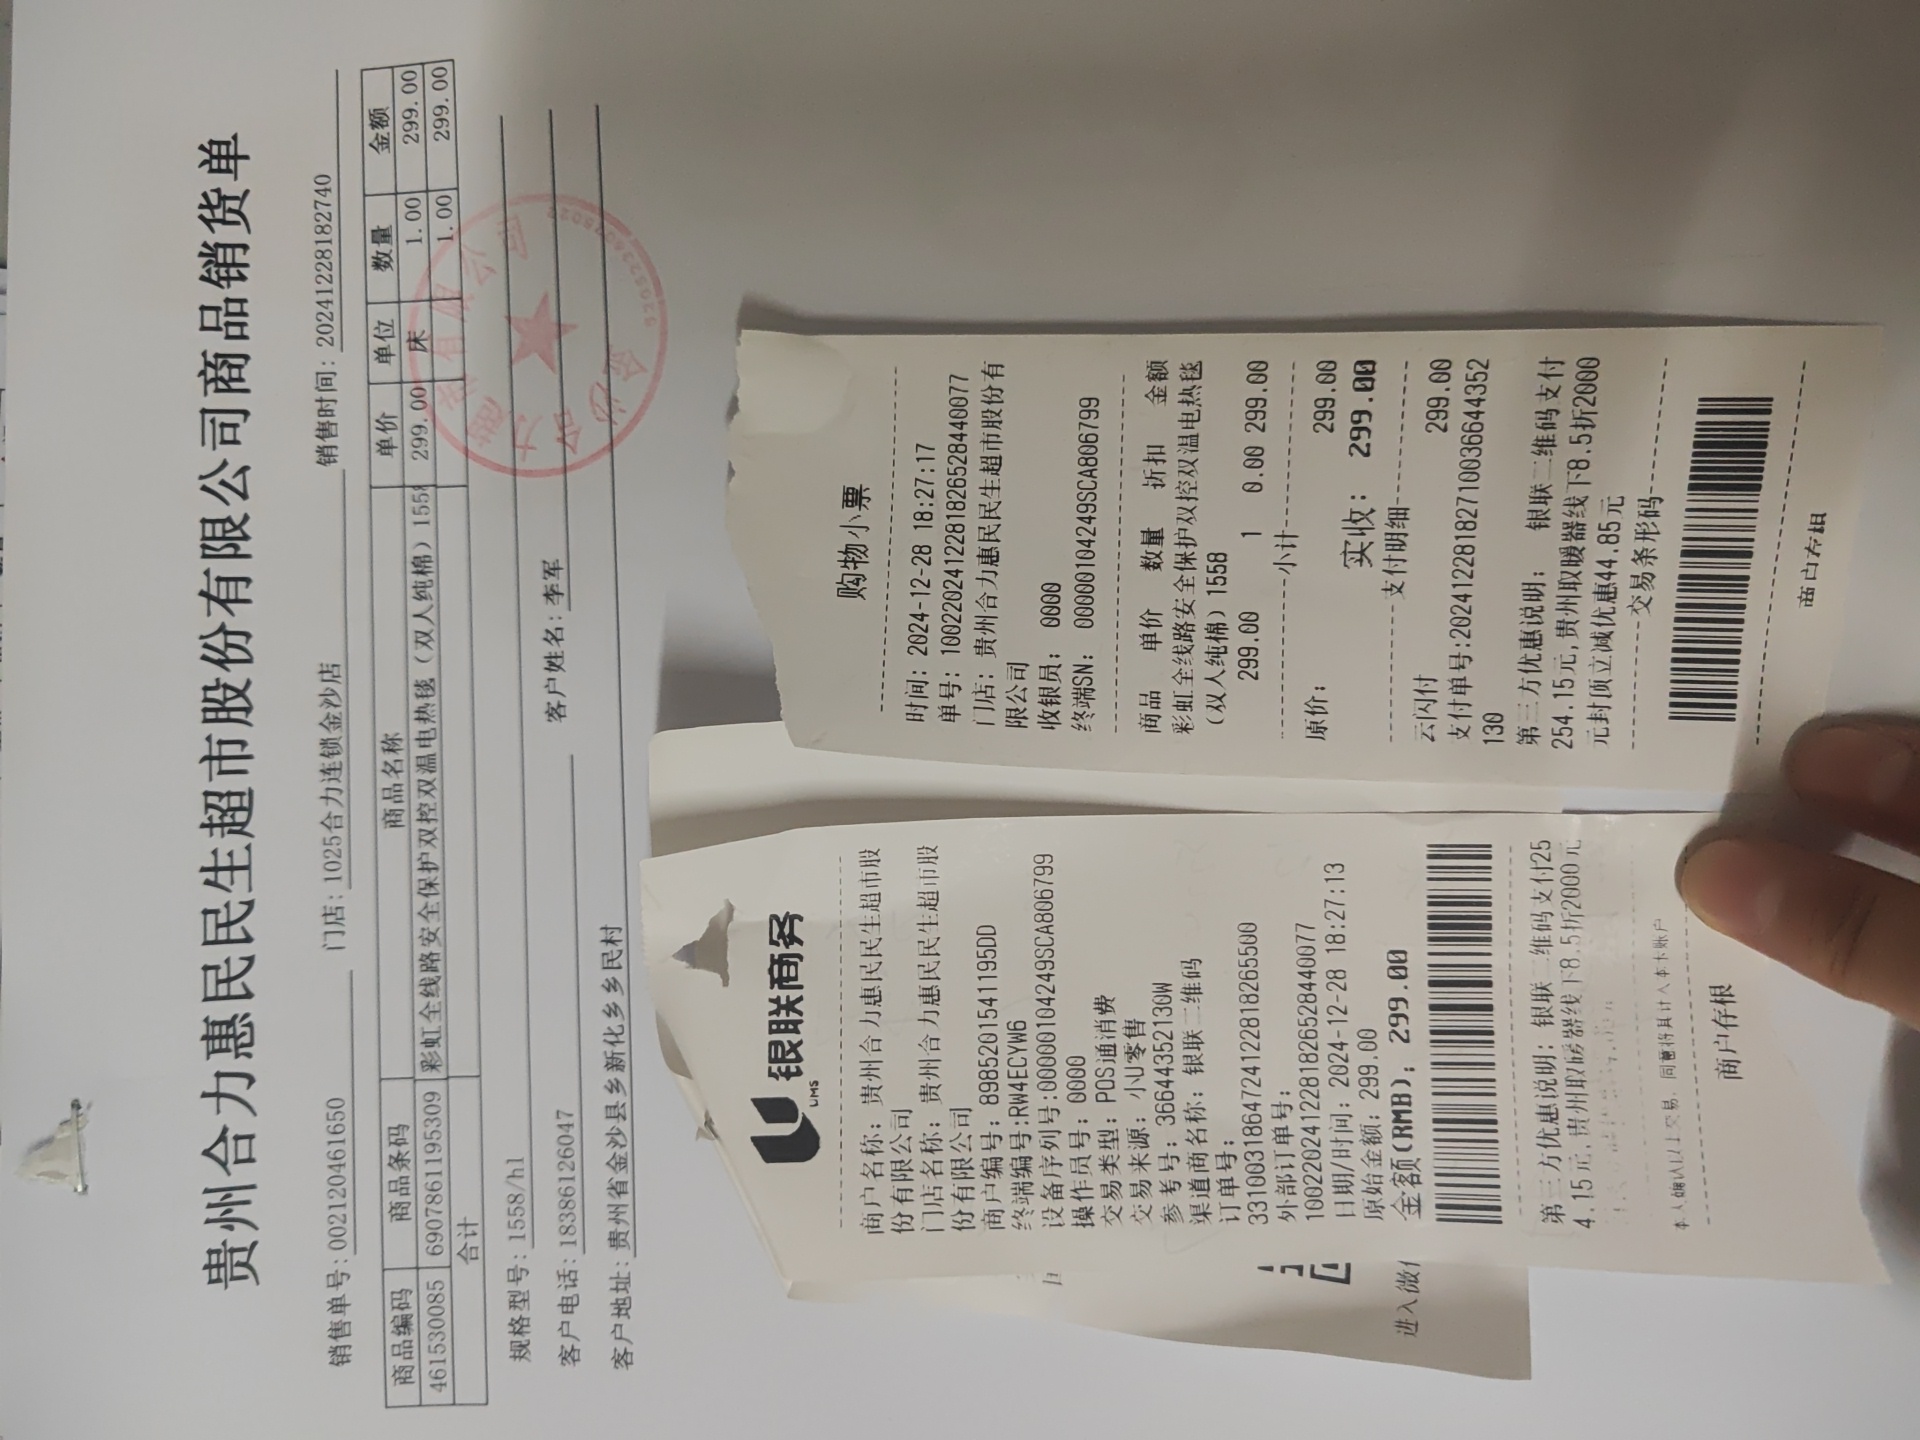 贵州合力惠民民生超市股份有限公司商品销货单
销售单号: 002120461650 门店: 1025合力连锁金沙店 销售时间: 20241228182740
商品编码 商品条码 商品名称 单价 单位 数量 金额
461530085 6907861195309 彩虹全线路安全保护双控双温电热毯（双人纯棉）1558 299.00 床 1.00 299.00
合计 1.00 299.00
规格型号: 1558/h1
客户电话: 18386126047 客户姓名: 李军
客户地址: 贵州省金沙县乡新化乡乡民村
银联商务
UMS
商户名称: 贵州合力惠民民生超市股
份有限公司
门店名称: 贵州合力惠民民生超市股
份有限公司
商户编号: 89852015411 95DD
终端编号:RW4ECYW6
设备序列号:0000010424 9SCA806799
操作员号: 0000
交易类型: POS通消费
交易来源: 小U零售
参考号: 36644352130W
渠道商名称: 银联二维码
订单号:
33100318647241228182 65500
外部订单号:
100220241228182652844 0077
日期/时间: 2024-12-28 18:27:13
原始金额: 299.00
金额(RMB): 299.00
第三方优惠说明: 银联二维码支付25
4.15元,贵州取暖器线下8.5折2000元
商户存根
进入微
购物小票
时间: 2024-12-28 18:27:17
单号: 1002202412281826528440077
门店: 贵州合力惠民民生超市股份有
限公司
收银员: 0000
终端SN: 00000104249SCA806799
商品 单价 数量 折扣 金额
彩虹全线路安全保护双控双温电热毯
（双人纯棉）1558
299.00 1 0.00 299.00
小计
原价: 299.00
实收: 299.00
支付明细
云闪付 299.00
支付单号:20241228182710036644352
130
第三方优惠说明: 银联二维码支付
254.15元,贵州取暖器线下8.5折2000
元封顶立减优惠44.85元
交易条形码